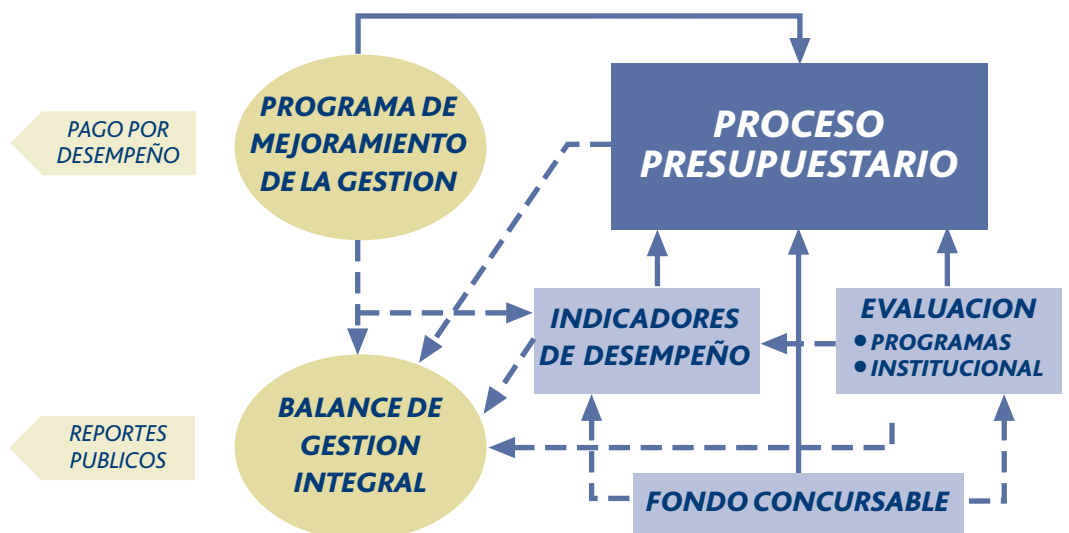 PAGO POR
DESEMPEÑO
PROGRAMA DE
MEJORAMIENTO
DE LA GESTION
PROCESO
PRESUPUESTARIO
INDICADORES
DE DESEMPEÑO
EVALUACION
• PROGRAMAS
• INSTITUCIONAL
REPORTES
PUBLICOS
BALANCE DE
GESTION
INTEGRAL
FONDO CONCURSABLE